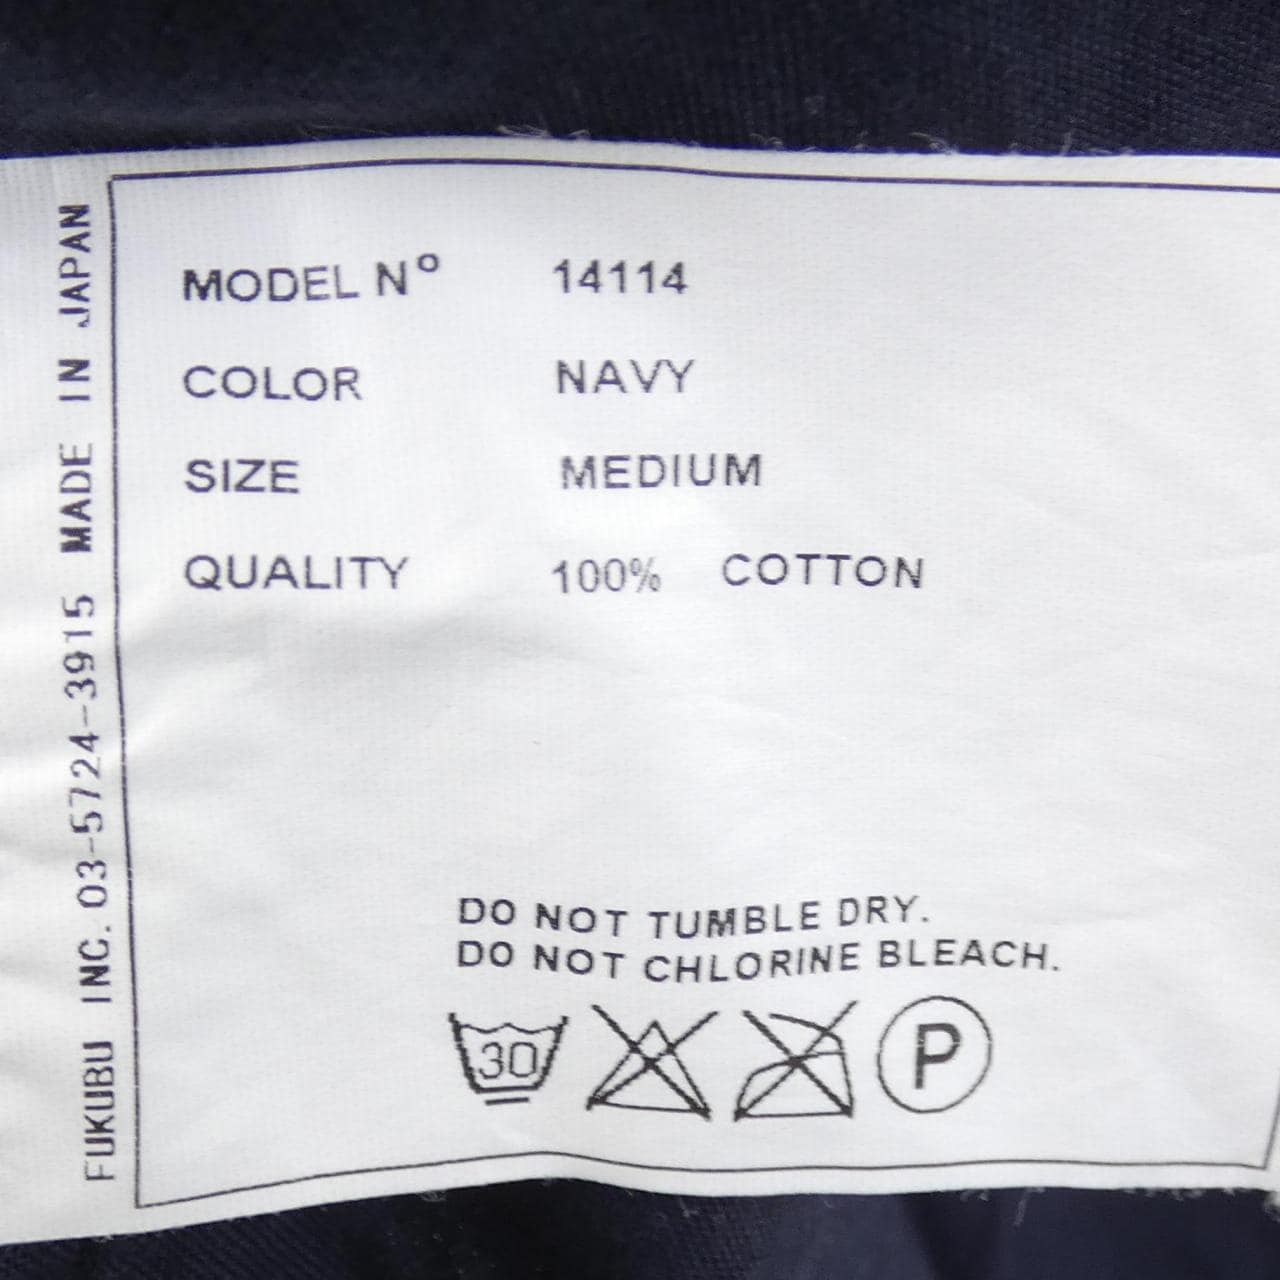 MODEL Nº 14114
COLOR NAVY
SIZE MEDIUM
QUALITY 100% COTTON
DO NOT TUMBLE DRY.
DO NOT CHLORINE BLEACH.
30 P
FUKUBU INC. 03-5724-3915 MADE IN JAPAN